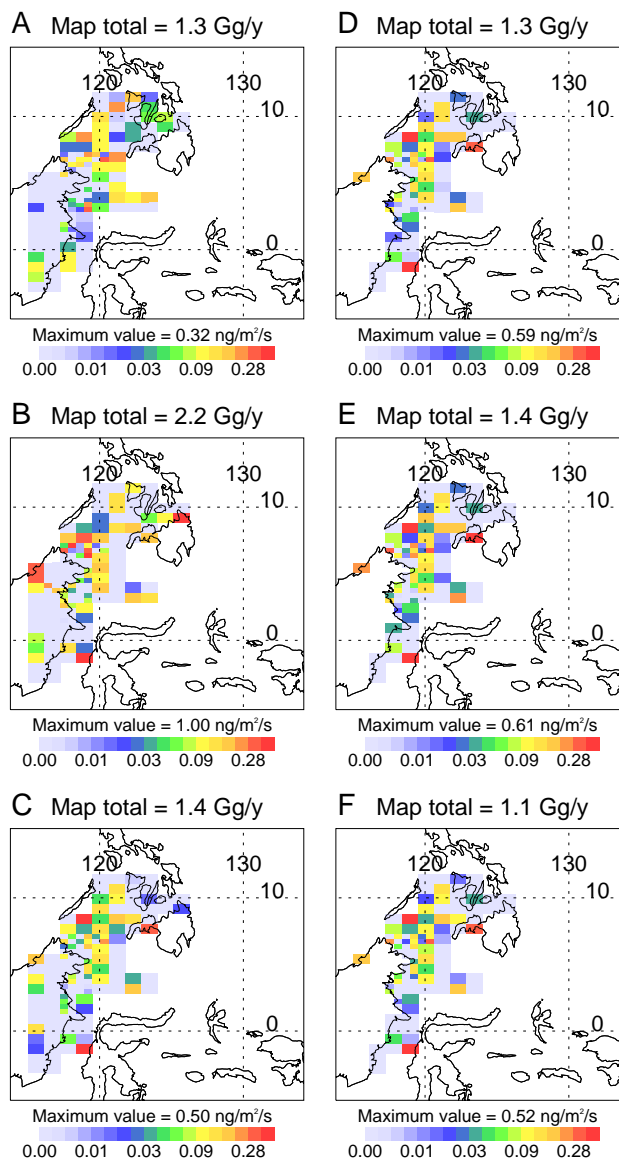 A Map total = 1.3 Gg/y
120 130
10
0
Maximum value = 0.32 ng/m²/s
0.00 0.01 0.03 0.09 0.28
D Map total = 1.3 Gg/y
120 130
10
0
Maximum value = 0.59 ng/m²/s
0.00 0.01 0.03 0.09 0.28
B Map total = 2.2 Gg/y
120 130
10
0
Maximum value = 1.00 ng/m²/s
0.00 0.01 0.03 0.09 0.28
E Map total = 1.4 Gg/y
120 130
10
0
Maximum value = 0.61 ng/m²/s
0.00 0.01 0.03 0.09 0.28
C Map total = 1.4 Gg/y
120 130
10
0
Maximum value = 0.50 ng/m²/s
0.00 0.01 0.03 0.09 0.28
F Map total = 1.1 Gg/y
120 130
10
0
Maximum value = 0.52 ng/m²/s
0.00 0.01 0.03 0.09 0.28